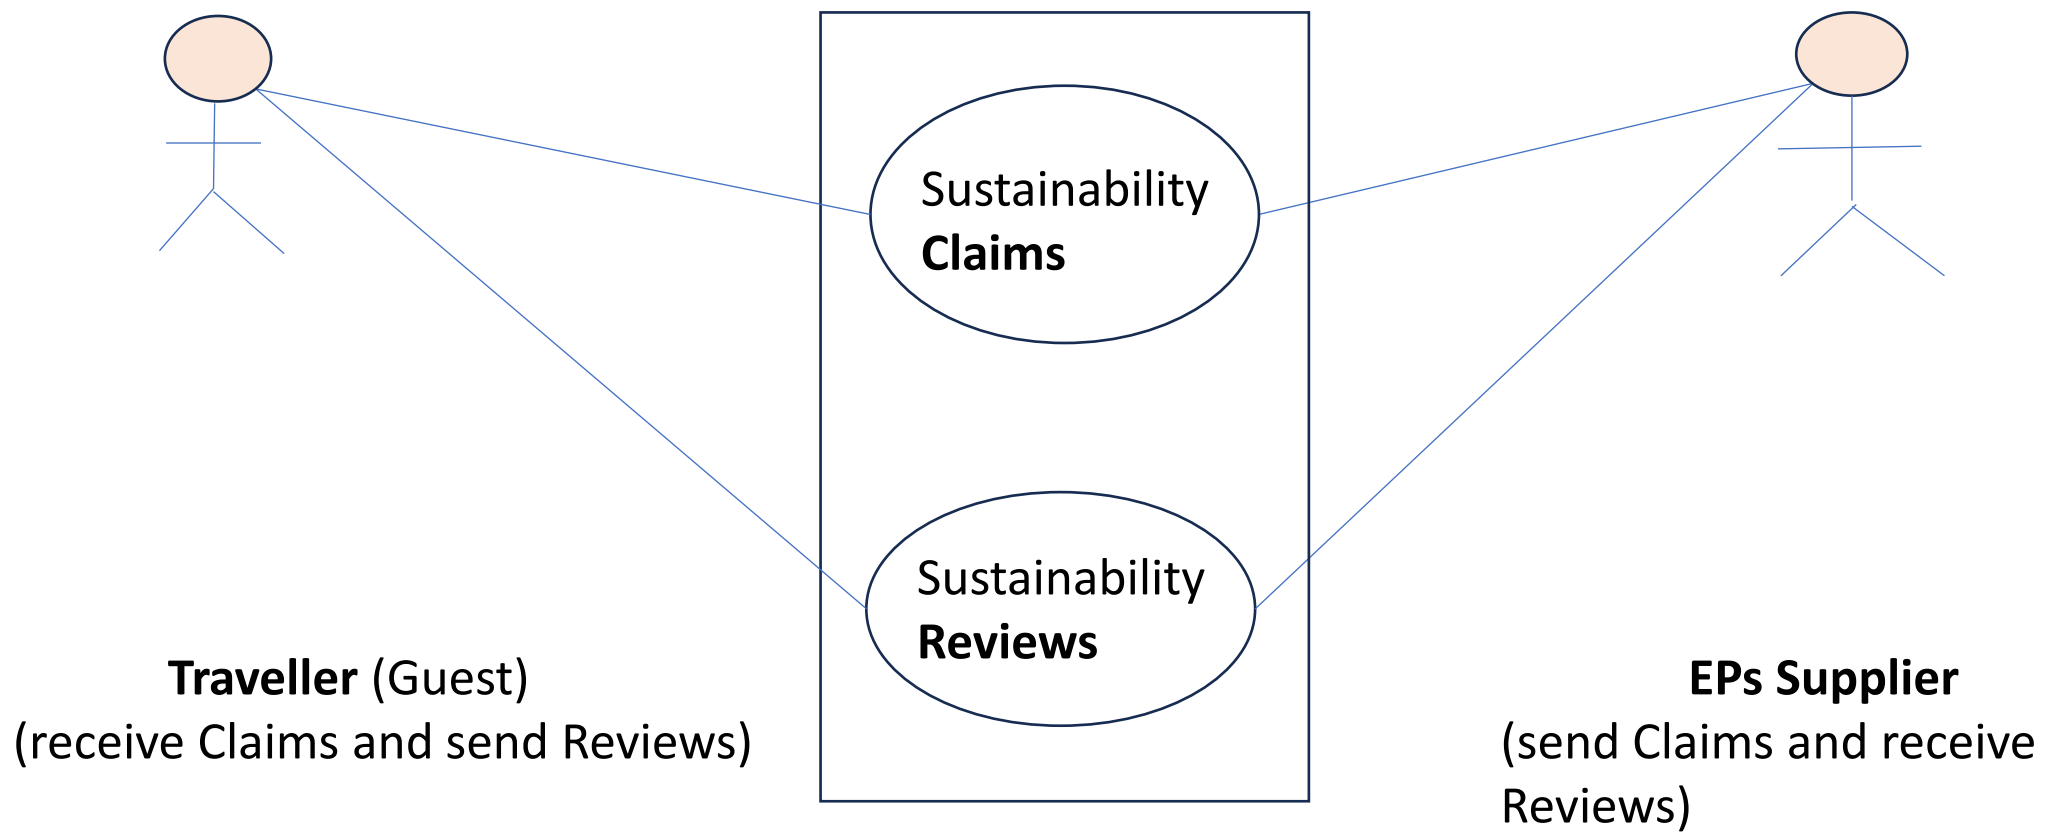 Sustainability
Claims
Sustainability
Reviews
Traveller (Guest)
(receive Claims and send Reviews)
EPs Supplier
(send Claims and receive
Reviews)